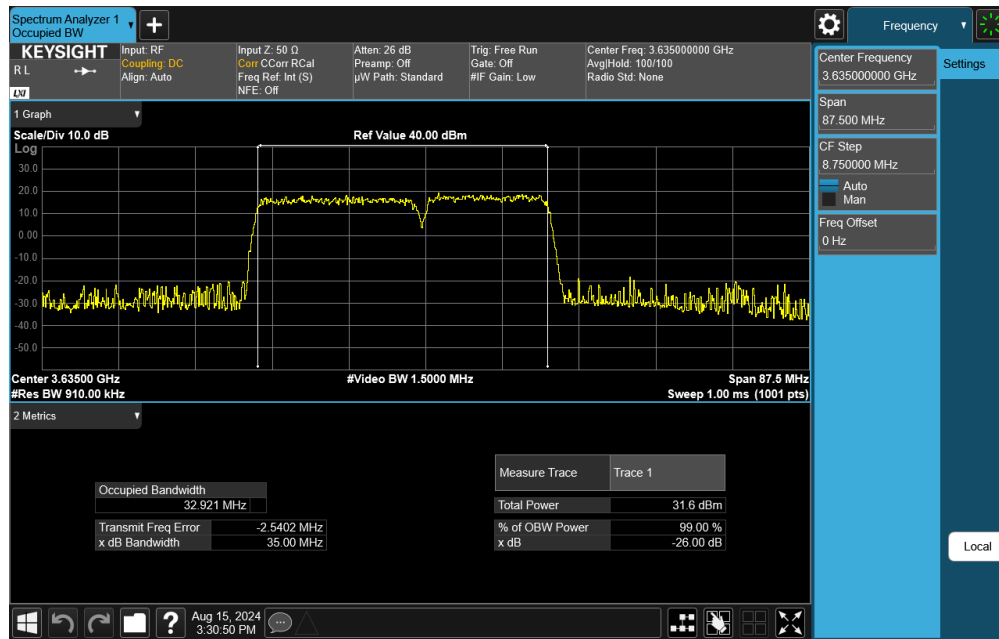 Spectrum Analyzer 1
Occupied BW
Frequency
KEYSIGHT
R L
LXI
Input: RF
Coupling: DC
Align: Auto
Input Z: 50 Ω
Corr CCorr RCal
Freq Ref: Int (S)
NFE: Off
Atten: 26 dB
Preamp: Off
µW Path: Standard
Trig: Free Run
Gate: Off
#IF Gain: Low
Center Freq: 3.635000000 GHz
Avg|Hold: 100/100
Radio Std: None
Center Frequency
3.635000000 GHz
Settings
Span
87.500 MHz
CF Step
8.750000 MHz
Auto
Man
Freq Offset
0 Hz
Local
1 Graph
Scale/Div 10.0 dB
Ref Value 40.00 dBm
Log
30.0
20.0
10.0
0.00
-10.0
-20.0
-30.0
-40.0
-50.0
Center 3.63500 GHz
#Video BW 1.5000 MHz
Span 87.5 MHz
#Res BW 910.00 kHz
Sweep 1.00 ms (1001 pts)
2 Metrics
Occupied Bandwidth
32.921 MHz
Transmit Freq Error -2.5402 MHz
x dB Bandwidth 35.00 MHz
Measure Trace Trace 1
Total Power 31.6 dBm
% of OBW Power 99.00 %
x dB -26.00 dB
?
Aug 15, 2024
3:30:50 PM